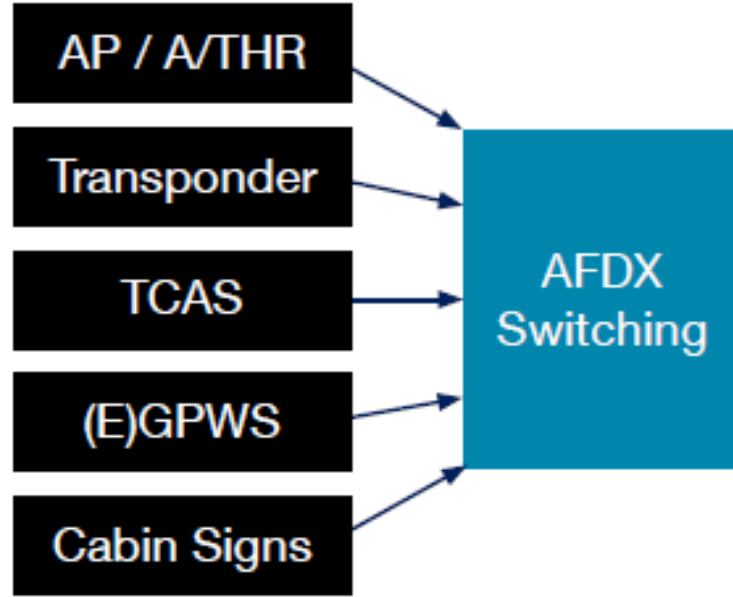 AP / A/THR
Transponder
TCAS
(E)GPWS
Cabin Signs
AFDX
Switching